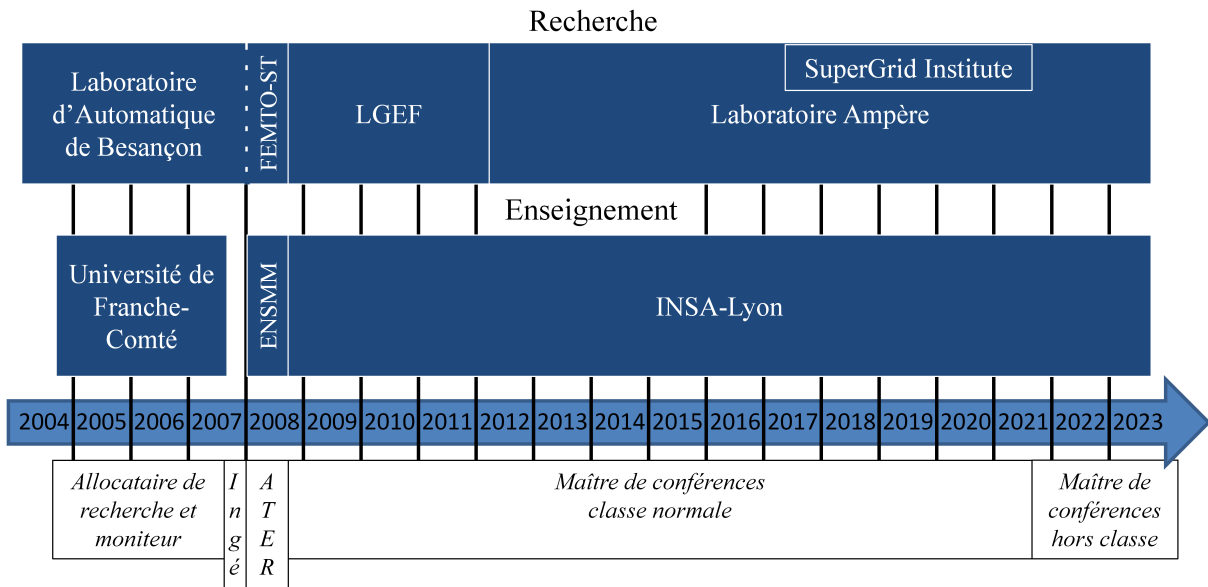 Recherche
Laboratoire
d’Automatique
de Besançon
FEMTO-ST
LGEF
SuperGrid Institute
Laboratoire Ampère
Enseignement
Université de
Franche-
Comté
ENSMM
INSA-Lyon
2004 2005 2006 2007 2008 2009 2010 2011 2012 2013 2014 2015 2016 2017 2018 2019 2020 2021 2022 2023
Allocataire de
recherche et
moniteur
Ingé
ATER
Maître de conférences
classe normale
Maître de
conférences
hors classe